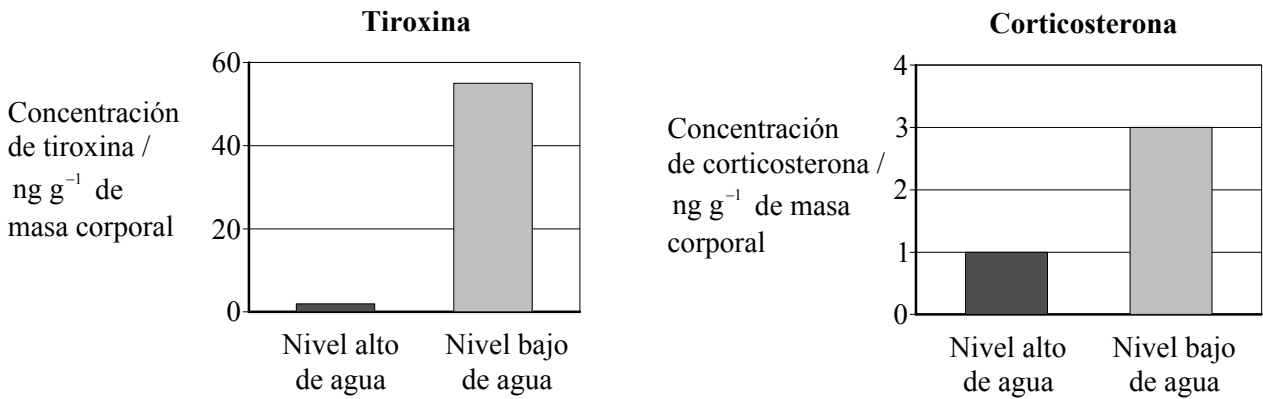 Tiroxina
Concentración
de tiroxina /
ng g⁻¹ de
masa corporal
60
40
20
0
Nivel alto
de agua
Nivel bajo
de agua
Corticosterona
Concentración
de corticosterona /
ng g⁻¹ de masa
corporal
4
3
2
1
0
Nivel alto
de agua
Nivel bajo
de agua